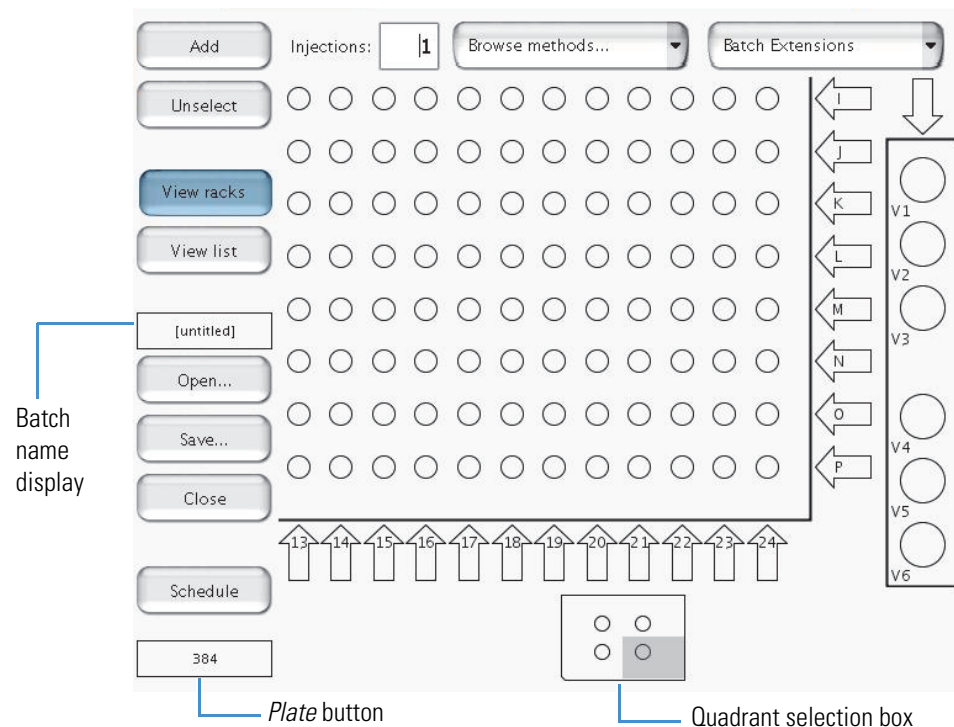 Add
Injections: 1
Browse methods...
Batch Extensions
Unselect
I
J
View racks
K
V1
View list
L
V2
[untitled]
M
V3
Open...
N
Batch
name
display
Save...
O
V4
Close
P
V5
13 14 15 16 17 18 19 20 21 22 23 24
Schedule
V6
384
Plate button
Quadrant selection box